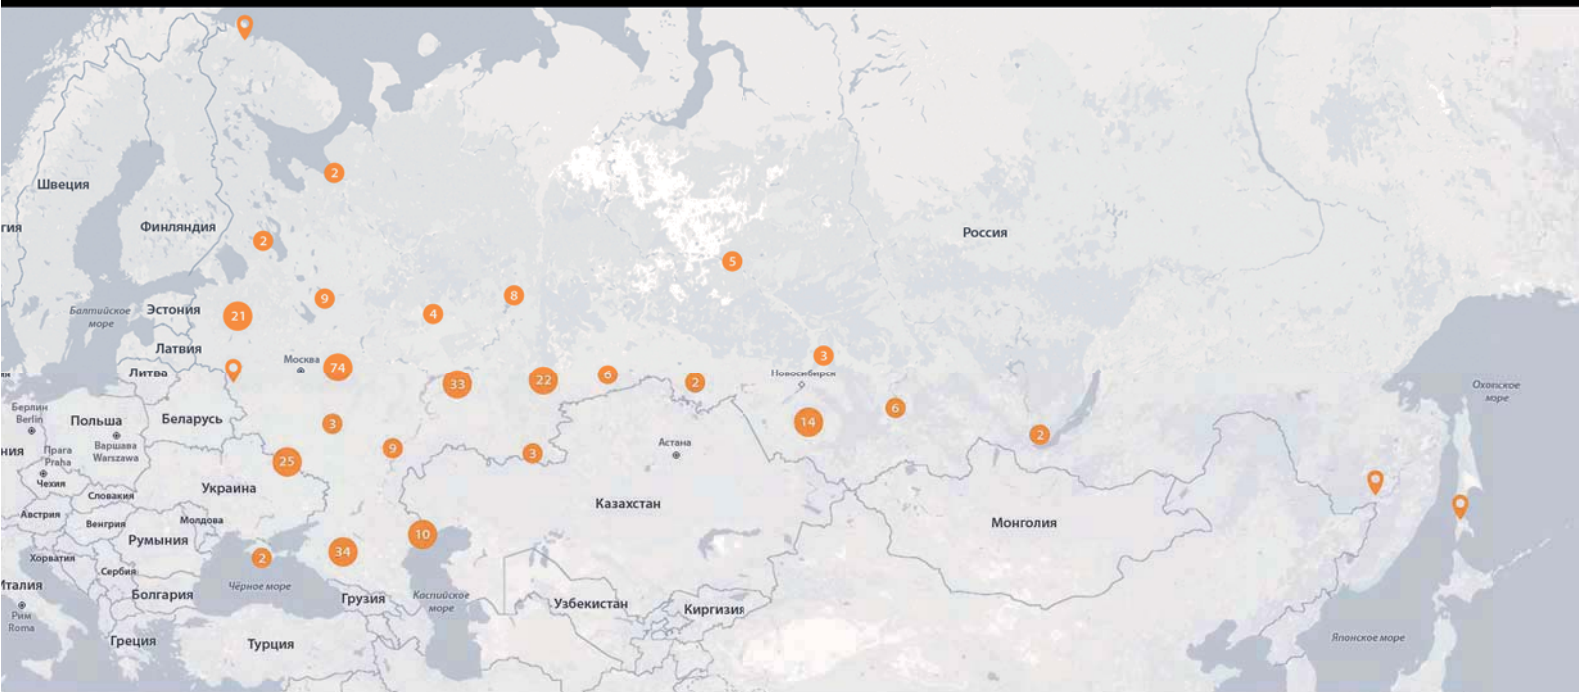 2
Швеция
гия
Финляндия
2
Россия
5
8
9
Балтийское
море
Эстония
21
4
Латвия
Москва
74
3
Литва
33
22
6
2
Новосибирск
Охотское
море
Берлин
Berlin
Польша
Беларусь
3
14
6
2
Варшава
Warszawa
ния
Прага
Praha
Чехия
25
9
3
Астана
Словакия
Украина
Казахстан
Австрия
Венгрия
Молдова
Монголия
Румыния
10
Хорватия
2
34
Сербия
Италия
Болгария
Чёрное море
Грузия
Каспийское
море
Узбекистан
Киргизия
Рим
Roma
Греция
Турция
Японское море